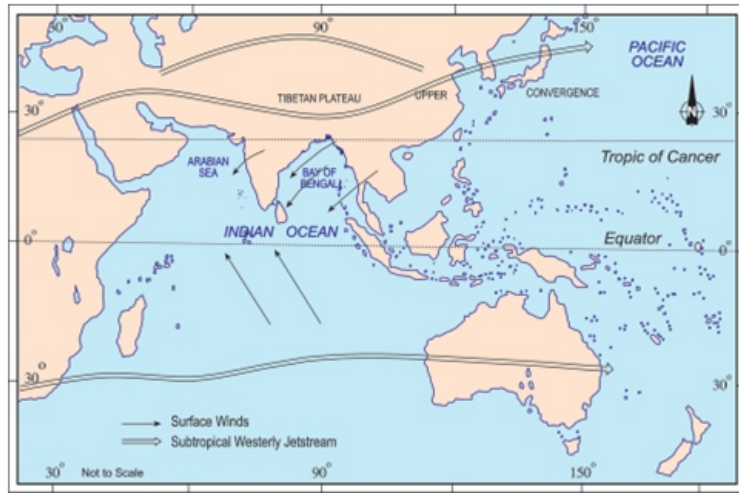 30°
90°
150°
PACIFIC
OCEAN
TIBETAN PLATEAU
UPPER
CONVERGENCE
30°
N
30°
ARABIAN
SEA
BAY OF
BENGAL
Tropic of Cancer
INDIAN OCEAN
Equator
0°
0°
30°
30°
Surface Winds
Subtropical Westerly Jetstream
Not to Scale
30°
90°
150°